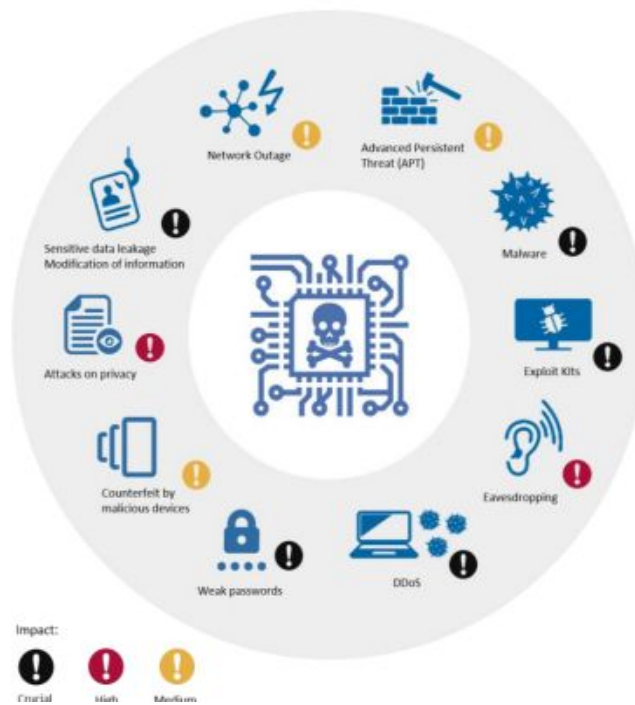 Network Outage
Advanced Persistent
Threat (APT)
Sensitive data leakage
Modification of information
Malware
Attacks on privacy
Exploit Kits
Counterfeit by
malicious devices
Eavesdropping
Weak passwords
DDoS
Impact:
Crucial
High
Medium